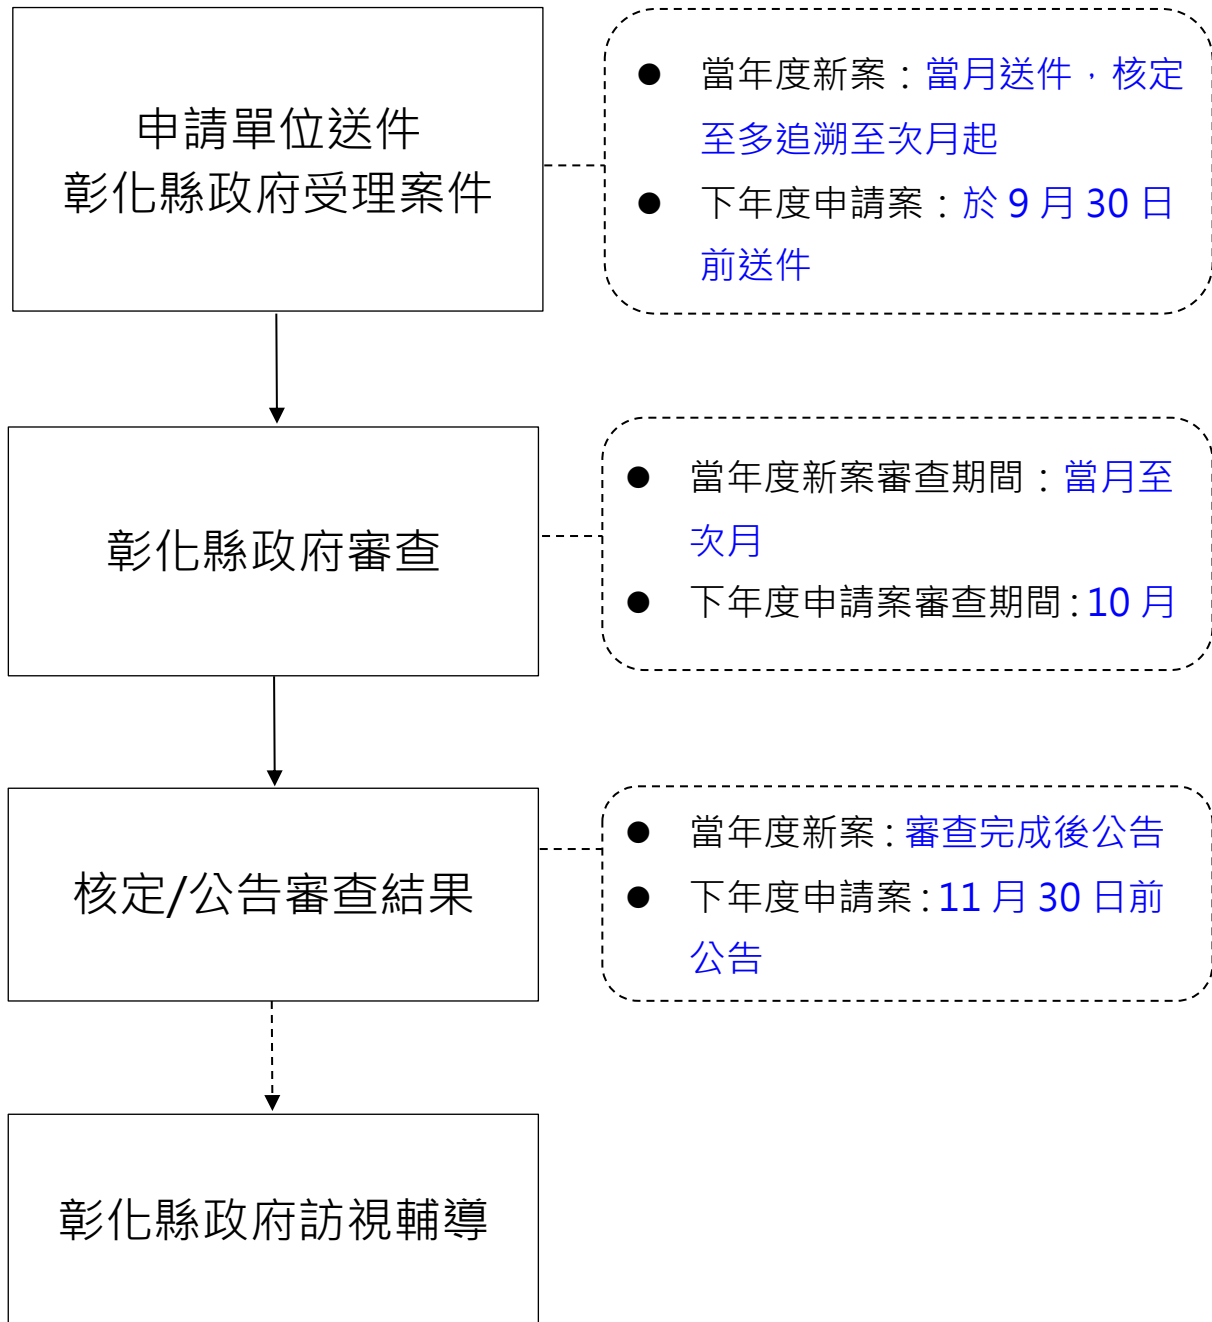 申請單位送件
彰化縣政府受理案件
● 當年度新案：當月送件，核定
至多追溯至次月起
● 下年度申請案：於 9 月 30 日
前送件
彰化縣政府審查
● 當年度新案審查期間：當月至
次月
● 下年度申請案審查期間：10 月
核定/公告審查結果
● 當年度新案：審查完成後公告
● 下年度申請案：11 月 30 日前
公告
彰化縣政府訪視輔導